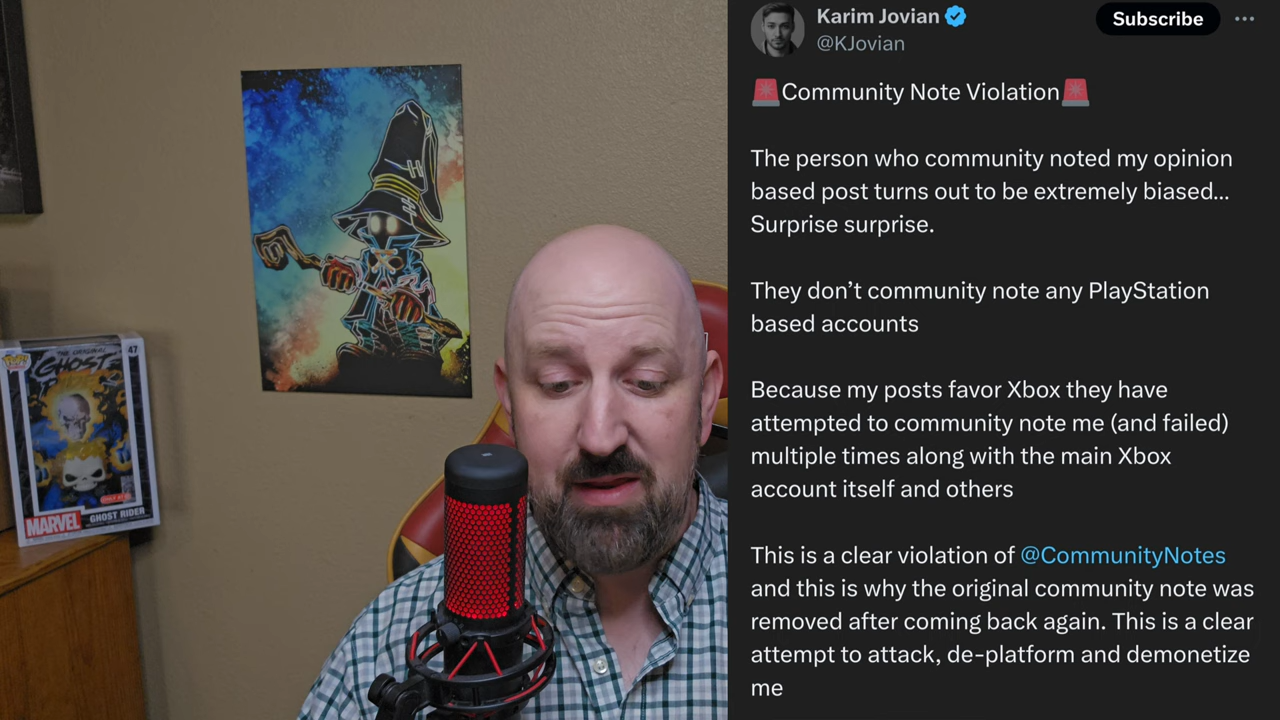 Karim Jovian
@KJovian
Subscribe
🚨Community Note Violation🚨
The person who community noted my opinion
based post turns out to be extremely biased...
Surprise surprise.
They don’t community note any PlayStation
based accounts
Because my posts favor Xbox they have
attempted to community note me (and failed)
multiple times along with the main Xbox
account itself and others
This is a clear violation of @CommunityNotes
and this is why the original community note was
removed after coming back again. This is a clear
attempt to attack, de-platform and demonetize
me
47
GHOST
MARVEL
GHOST RIDER